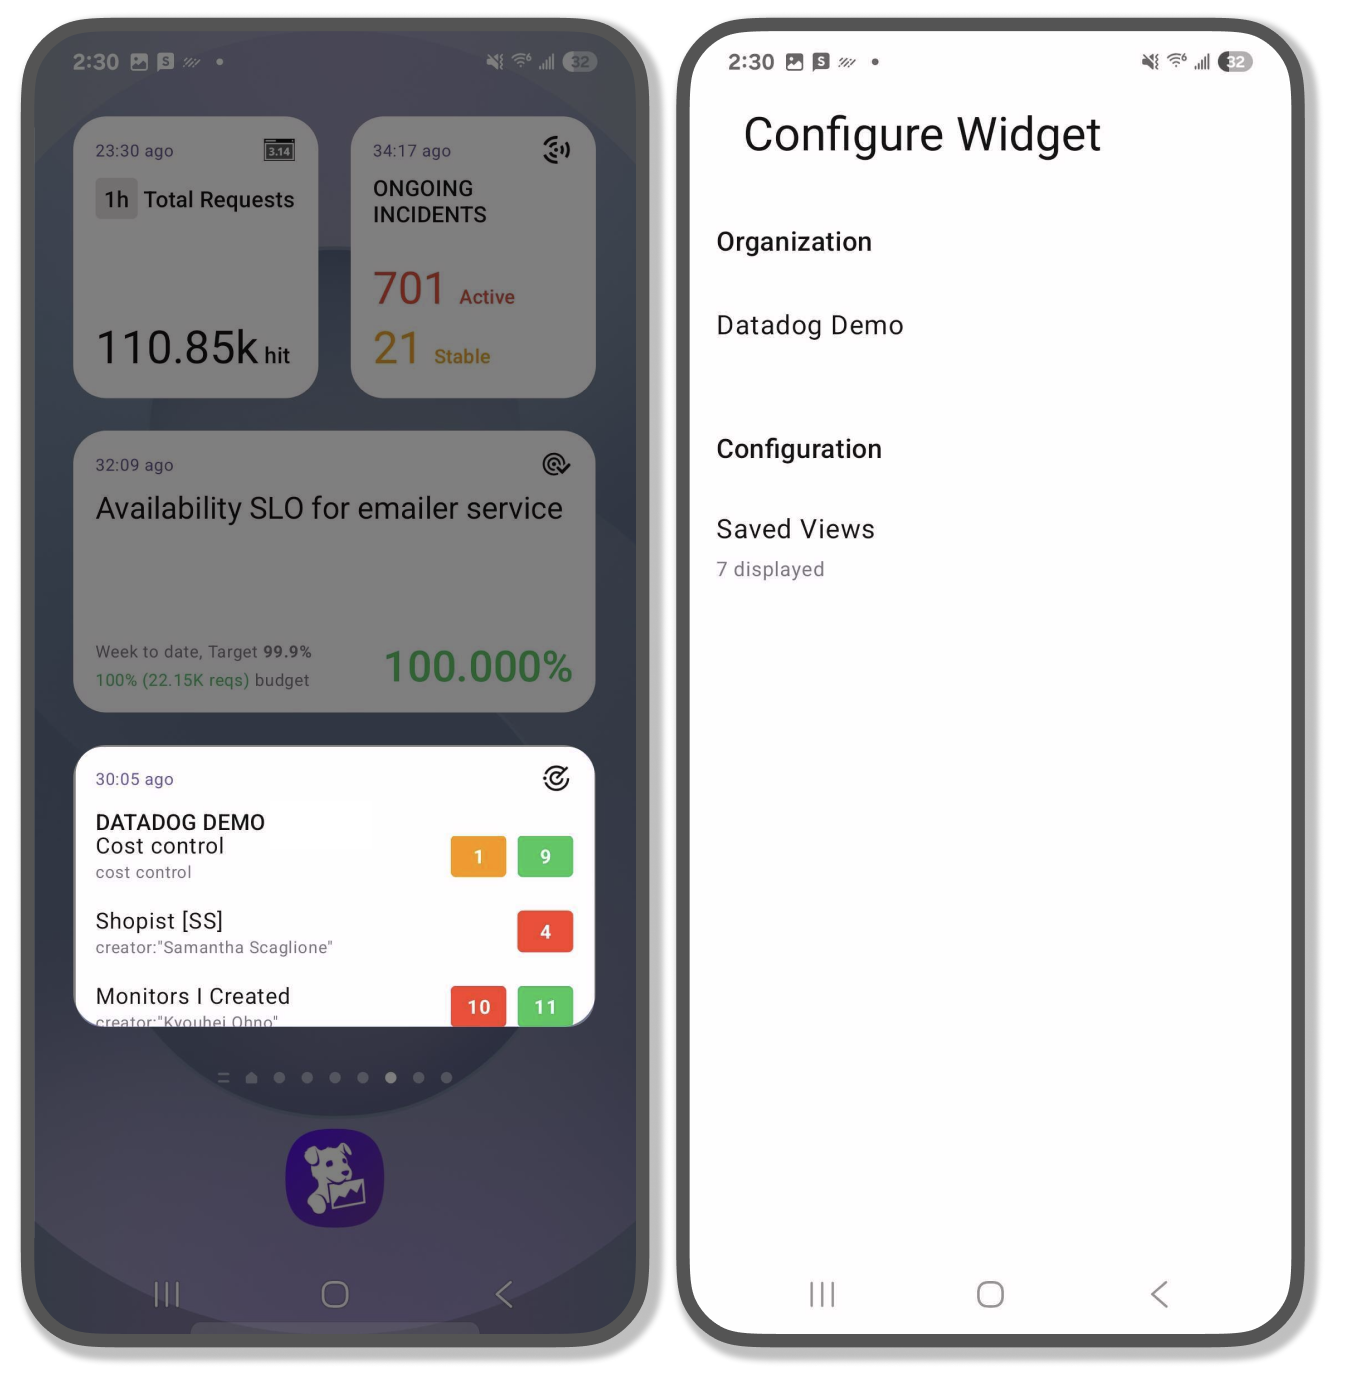 2:30
32
23:30 ago
3.14
1h Total Requests
110.85k hit
34:17 ago
ONGOING
INCIDENTS
701 Active
21 Stable
32:09 ago
Availability SLO for emailer service
Week to date, Target 99.9%
100% (22.15K reqs) budget
100.000%
30:05 ago
DATADOG DEMO
Cost control
cost control
1 9
Shopist [SS]
creator:"Samantha Scaglione"
4
Monitors I Created
creator:"Kyouhei Ohno"
10 11
2:30
S
6
32
Configure Widget
Organization
Datadog Demo
Configuration
Saved Views
7 displayed